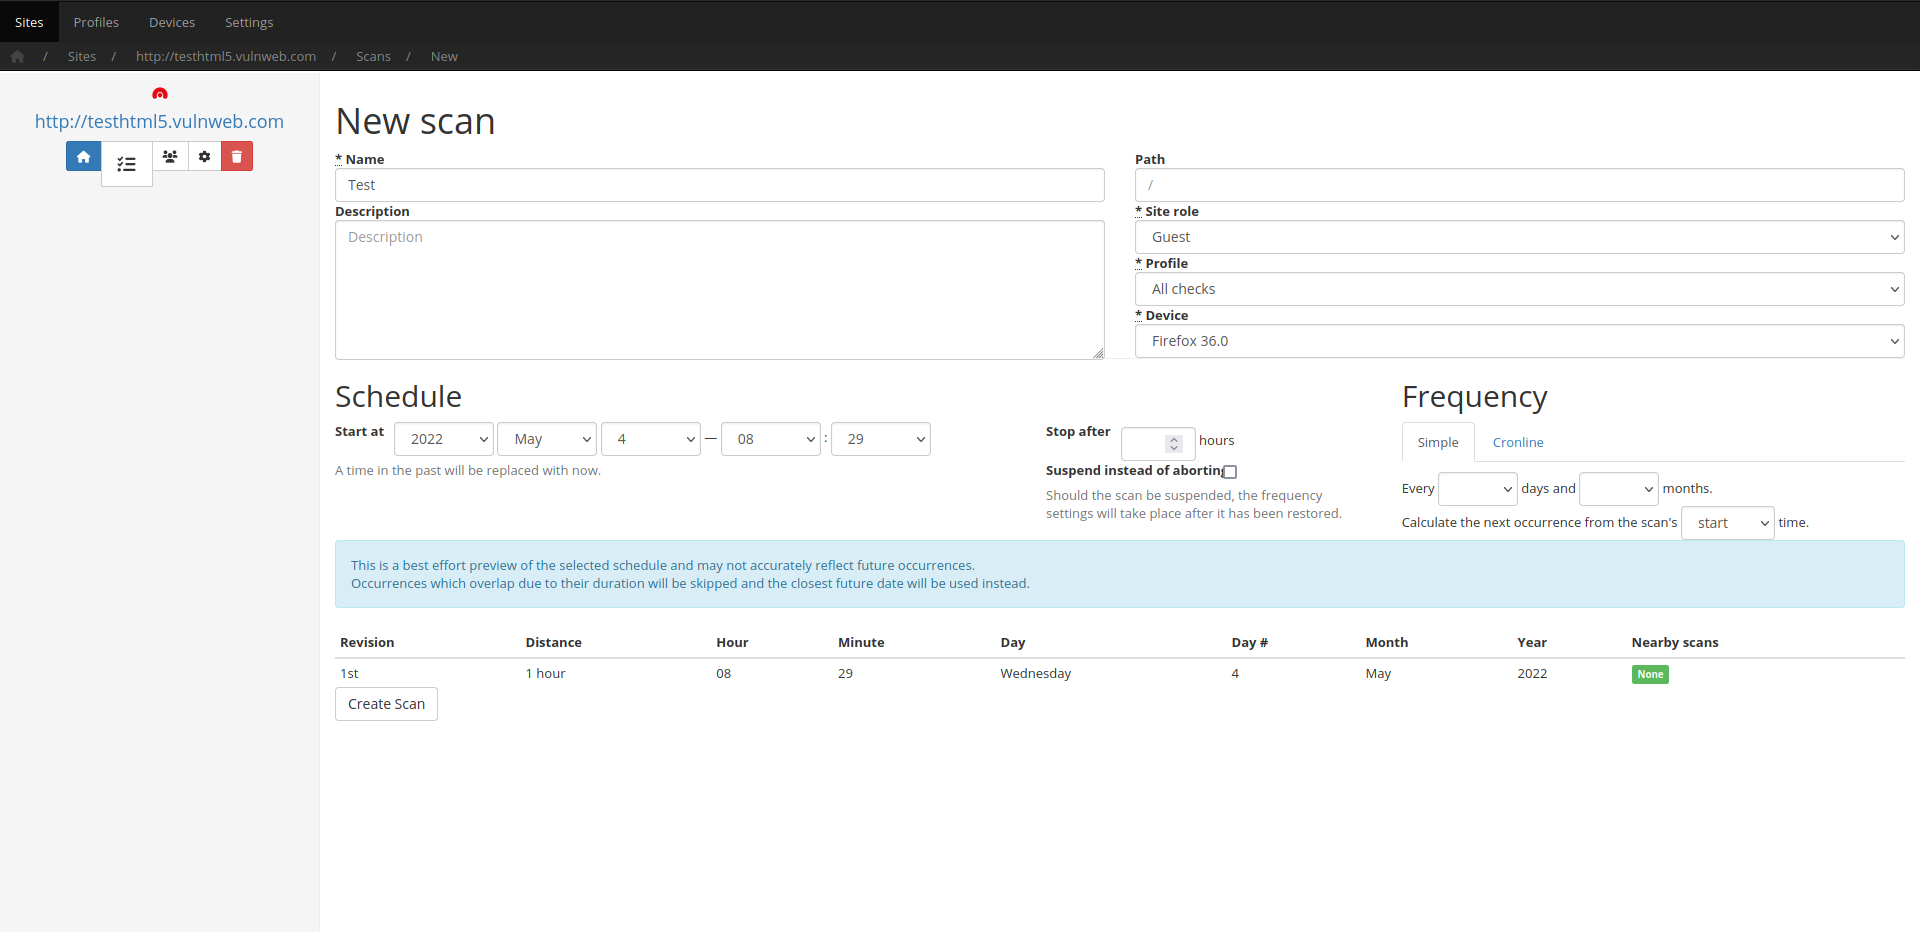 Sites Profiles Devices Settings
/ Sites / http://testhtml5.vulnweb.com / Scans / New
http://testhtml5.vulnweb.com
New scan
* Name
Test
Description
Description
Path
/
* Site role
Guest
* Profile
All checks
* Device
Firefox 36.0
Schedule
Start at 2022 May 4 — 08 : 29
A time in the past will be replaced with now.
Stop after hours
Suspend instead of aborting
Should the scan be suspended, the frequency
settings will take place after it has been restored.
Frequency
Simple Cronline
Every days and months.
Calculate the next occurrence from the scan's start time.
This is a best effort preview of the selected schedule and may not accurately reflect future occurrences.
Occurrences which overlap due to their duration will be skipped and the closest future date will be used instead.
Revision Distance Hour Minute Day Day # Month Year Nearby scans
1st 1 hour 08 29 Wednesday 4 May 2022 None
Create Scan